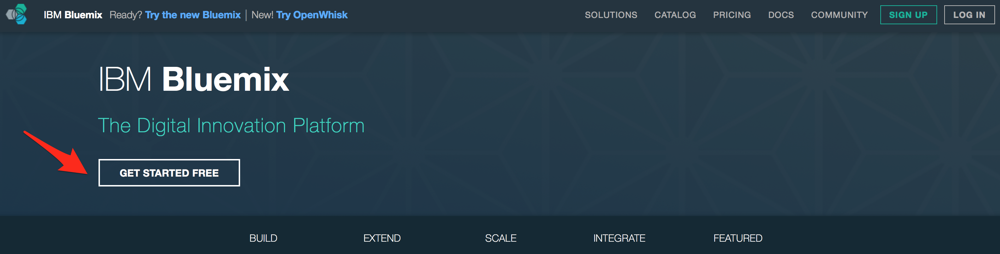 IBM Bluemix Ready? Try the new Bluemix | New! Try OpenWhisk SOLUTIONS CATALOG PRICING DOCS COMMUNITY SIGN UP LOG IN
IBM Bluemix
The Digital Innovation Platform
GET STARTED FREE
BUILD EXTEND SCALE INTEGRATE FEATURED